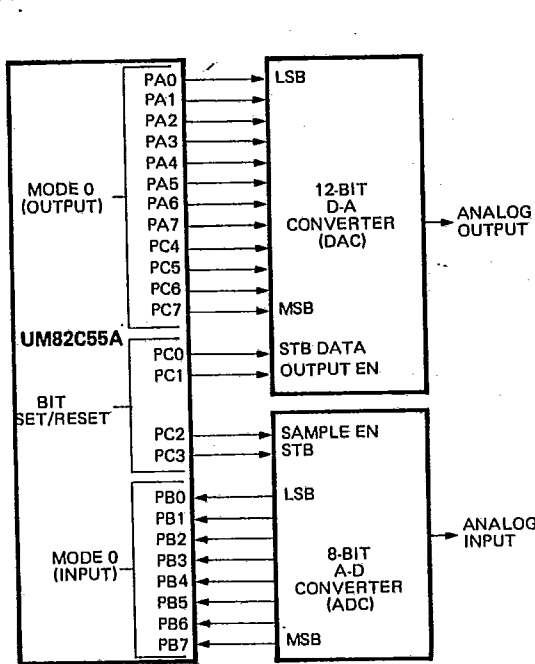 PA0
PA1
PA2
PA3
PA4
PA5
PA6
PA7
PC4
PC5
PC6
PC7
MODE 0
(OUTPUT)
LSB
12-BIT
D-A
CONVERTER
(DAC)
MSB
ANALOG
OUTPUT
UM82C55A
PC0
PC1
STB DATA
OUTPUT EN
BIT
SET/RESET
PC2
PC3
SAMPLE EN
STB
PB0
PB1
PB2
PB3
PB4
PB5
PB6
PB7
MODE 0
(INPUT)
LSB
8-BIT
A-D
CONVERTER
(ADC)
MSB
ANALOG
INPUT